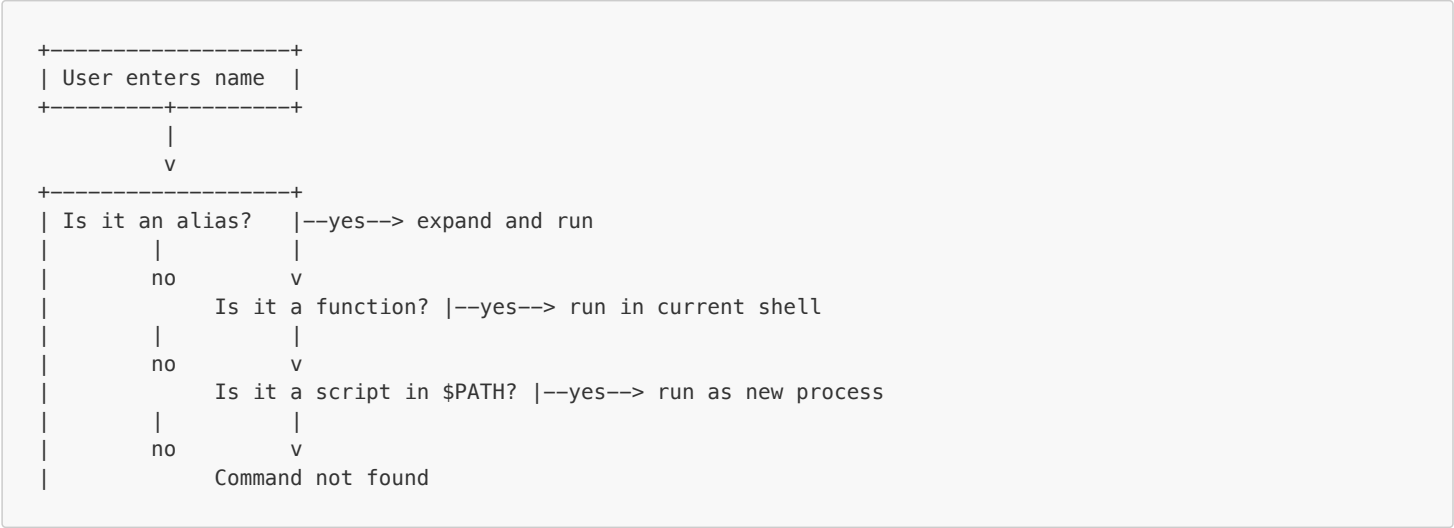 +-------------------+
| User enters name  |
+---------+---------+
          |
          v
+-------------------+
| Is it an alias?   |--yes--> expand and run
|        |          |
|        no         v
|             Is it a function? |--yes--> run in current shell
|        |          |
|        no         v
|             Is it a script in $PATH? |--yes--> run as new process
|        |          |
|        no         v
|             Command not found